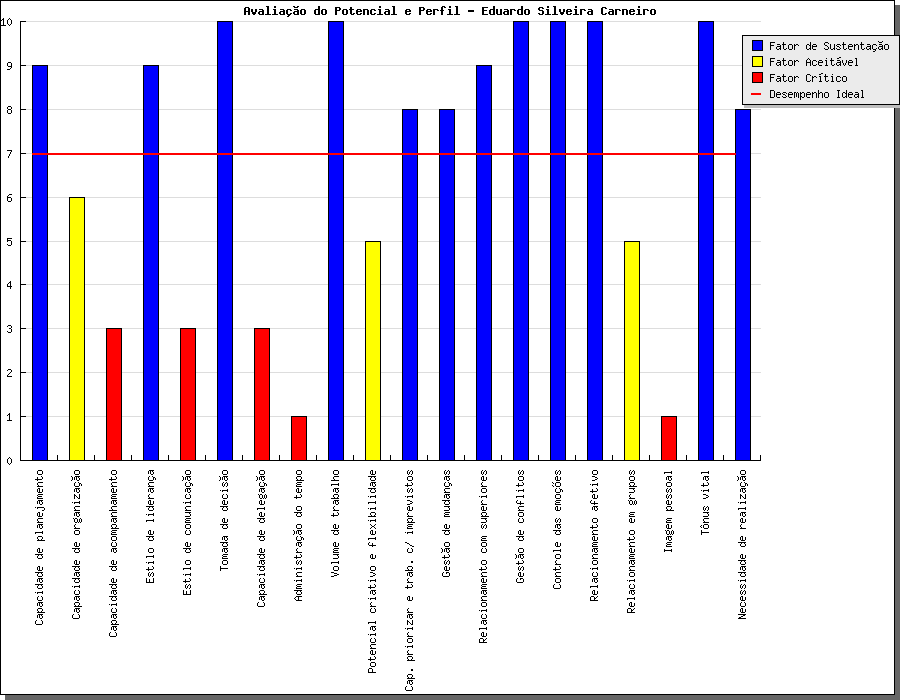 Avaliação do Potencial e Perfil - Eduardo Silveira Carneiro
Fator de Sustentação
Fator Aceitável
Fator Crítico
Desempenho Ideal
10
9
8
7
6
5
4
3
2
1
0
Capacidade de planejamento
Capacidade de organização
Capacidade de acompanhamento
Estilo de liderança
Estilo de comunicação
Tomada de decisão
Capacidade de delegação
Administração do tempo
Volume de trabalho
Potencial criativo e flexibilidade
Cap. priorizar e trab. c/ imprevistos
Gestão de mudanças
Relacionamento com superiores
Gestão de conflitos
Controle das emoções
Relacionamento afetivo
Relacionamento em grupos
Imagem pessoal
Tônus vital
Necessidade de realização